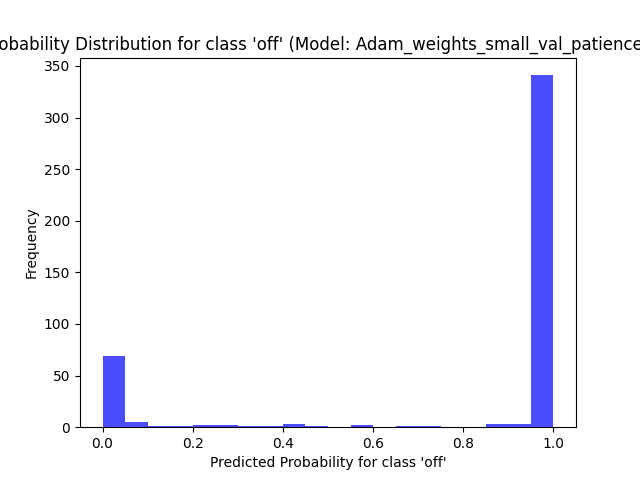 obability Distribution for class 'off' (Model: Adam_weights_small_val_patience
350
300
250
200
150
100
50
0
Frequency
0.0 0.2 0.4 0.6 0.8 1.0
Predicted Probability for class 'off'